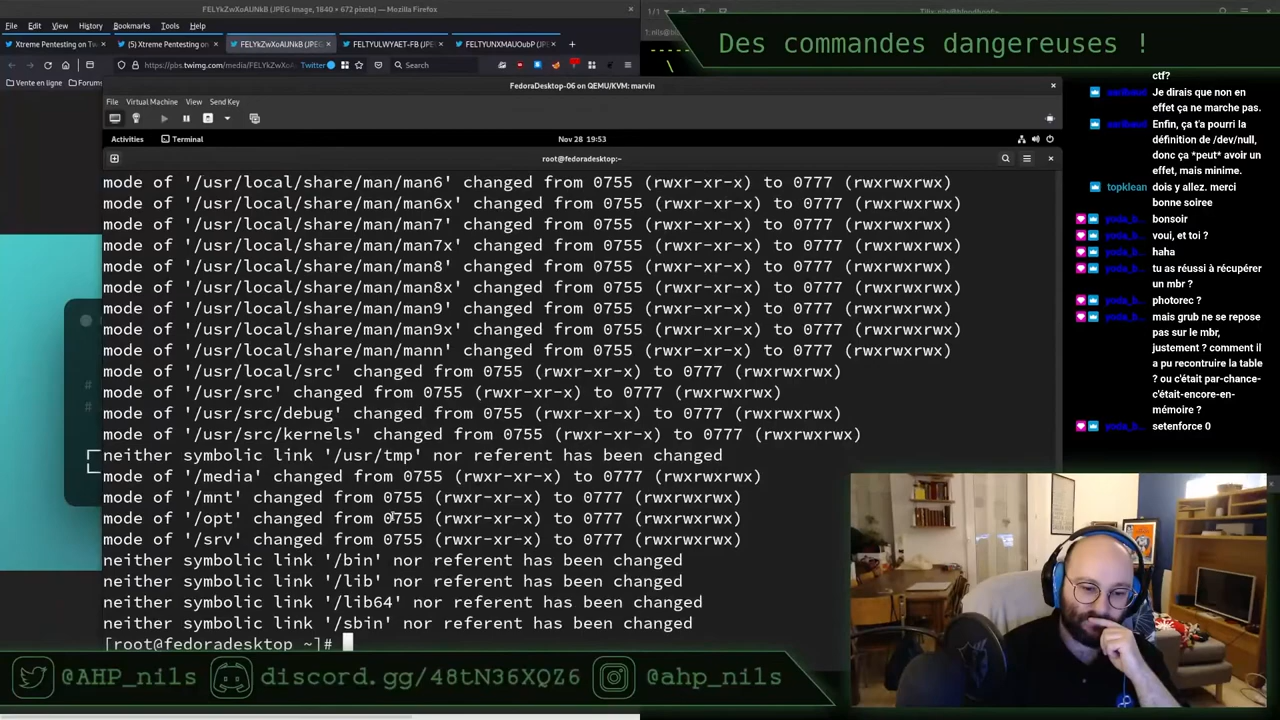 FELYkZwXoAIJNkB (JPEG Image, 1840 × 672 pixels) — Mozilla Firefox
File Edit View History Bookmarks Tools Help
Xtreme Pentesting on Tw
(5) Xtreme Pentesting on
FELYkZwXoAIJNkB (JPEG
FELTYULWYAET-FB (JPEG
FELTYUNXMAUOubP (JPEG
https://pbs.twimg.com/media/FELYkZwXoA
Twitter
Search
Vente en ligne
Forums
1/1
Des commandes dangereuses !
FedoraDesktop-06 on QEMU/KVM: marvin
File Virtual Machine View Send Key
Activities
Terminal
Nov 28 19:53
root@fedoradesktop:~
mode of '/usr/local/share/man/man6' changed from 0755 (rwxr-xr-x) to 0777 (rwxrwxrwx)
mode of '/usr/local/share/man/man6x' changed from 0755 (rwxr-xr-x) to 0777 (rwxrwxrwx)
mode of '/usr/local/share/man/man7' changed from 0755 (rwxr-xr-x) to 0777 (rwxrwxrwx)
mode of '/usr/local/share/man/man7x' changed from 0755 (rwxr-xr-x) to 0777 (rwxrwxrwx)
mode of '/usr/local/share/man/man8' changed from 0755 (rwxr-xr-x) to 0777 (rwxrwxrwx)
mode of '/usr/local/share/man/man8x' changed from 0755 (rwxr-xr-x) to 0777 (rwxrwxrwx)
mode of '/usr/local/share/man/man9' changed from 0755 (rwxr-xr-x) to 0777 (rwxrwxrwx)
mode of '/usr/local/share/man/man9x' changed from 0755 (rwxr-xr-x) to 0777 (rwxrwxrwx)
mode of '/usr/local/share/man/mann' changed from 0755 (rwxr-xr-x) to 0777 (rwxrwxrwx)
mode of '/usr/local/src' changed from 0755 (rwxr-xr-x) to 0777 (rwxrwxrwx)
mode of '/usr/src' changed from 0755 (rwxr-xr-x) to 0777 (rwxrwxrwx)
mode of '/usr/src/debug' changed from 0755 (rwxr-xr-x) to 0777 (rwxrwxrwx)
mode of '/usr/src/kernels' changed from 0755 (rwxr-xr-x) to 0777 (rwxrwxrwx)
neither symbolic link '/usr/tmp' nor referent has been changed
mode of '/media' changed from 0755 (rwxr-xr-x) to 0777 (rwxrwxrwx)
mode of '/mnt' changed from 0755 (rwxr-xr-x) to 0777 (rwxrwxrwx)
mode of '/opt' changed from 0755 (rwxr-xr-x) to 0777 (rwxrwxrwx)
mode of '/srv' changed from 0755 (rwxr-xr-x) to 0777 (rwxrwxrwx)
neither symbolic link '/bin' nor referent has been changed
neither symbolic link '/lib' nor referent has been changed
neither symbolic link '/lib64' nor referent has been changed
neither symbolic link '/sbin' nor referent has been changed
[root@fedoradesktop ~]#
ctf?
Je dirais que non en
effet ça ne marche pas.
Enfin, ça t'a pourri la
définition de /dev/null,
donc ça *peut* avoir un
effet, mais minime.
topklean dois y allez. merci
bonne soiree
yoda_b... bonsoir
yoda_b... voui, et toi ?
yoda_b... haha
yoda_b... tu as réussi à récupérer
un mbr ?
yoda_b... photorec ?
yoda_b... mais grub ne se repose
pas sur le mbr,
justement ? comment il
a pu reconstruire la table
? ou c'était par-chance-
c'était-encore-en-
mémoire ?
yoda_b... setenforce 0
@AHP_nils
discord.gg/48tN36XQZ6
@ahp_nils